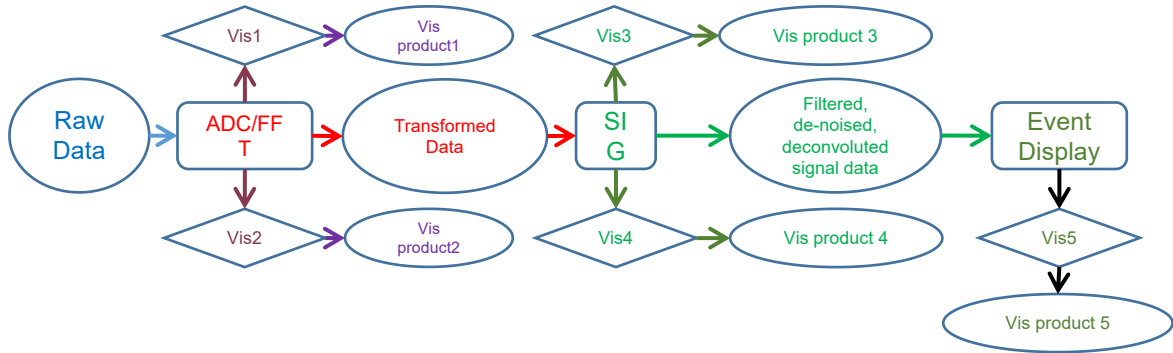 Vis1
Vis
product1
Vis3
Vis product 3
Raw
Data
ADC/FF
T
Transformed
Data
SI
G
Filtered,
de-noised,
deconvoluted
signal data
Event
Display
Vis2
Vis
product2
Vis4
Vis product 4
Vis5
Vis product 5